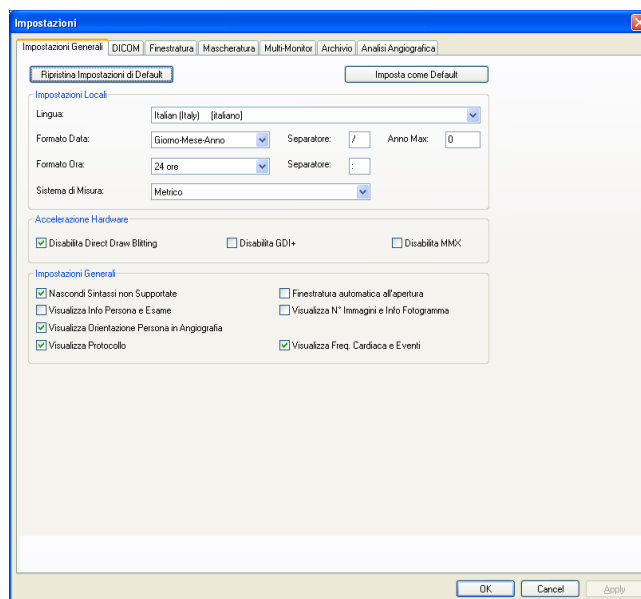 Impostazioni
Impostazioni Generali DICOM Finestratura Mascheratura Multi-Monitor Archivio Analisi Angiografica
Ripristina Impostazioni di Default Imposta come Default
Impostazioni Locali
Lingua: Italian (Italy) [italiano]
Formato Data: Giorno-Mese-Anno Separatore: / Anno Max: 0
Formato Ora: 24 ore Separatore: :
Sistema di Misura: Metrico
Accelerazione Hardware
Disabilita Direct Draw Blitting Disabilita GDI+ Disabilita MMX
Impostazioni Generali
Nascondi Sintassi non Supportate Finestratura automatica all'apertura
Visualizza Info Persona e Esame Visualizza N° Immagini e Info Fotogramma
Visualizza Orientazione Persona in Angiografia
Visualizza Protocollo Visualizza Freq. Cardiaca e Eventi
OK Cancel Apply